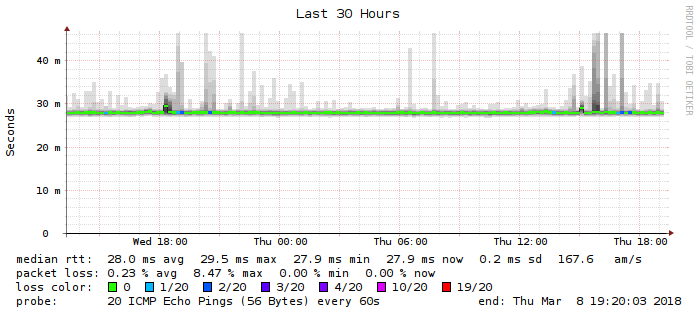 Last 30 Hours
RRDTOOL / TOBI OETIKER
Seconds
40 m
30 m
20 m
10 m
0
Wed 18:00 Thu 00:00 Thu 06:00 Thu 12:00 Thu 18:00
median rtt: 28.0 ms avg 29.5 ms max 27.9 ms min 27.9 ms now 0.2 ms sd 167.6 am/s
packet loss: 0.23 % avg 8.47 % max 0.00 % min 0.00 % now
loss color: 0 1/20 2/20 3/20 4/20 10/20 19/20
probe: 20 ICMP Echo Pings (56 Bytes) every 60s end: Thu Mar 8 19:20:03 2018